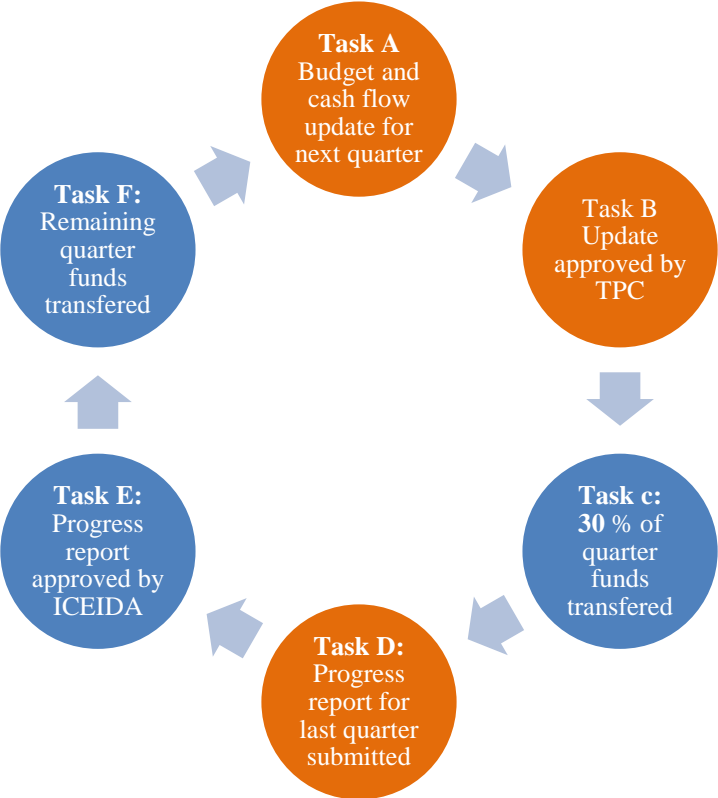 Task A
Budget and
cash flow
update for
next quarter
Task B
Update
approved by
TPC
Task c:
30 % of
quarter
funds
transfered
Task D:
Progress
report for
last quarter
submitted
Task E:
Progress
report
approved by
ICEIDA
Task F:
Remaining
quarter
funds
transfered